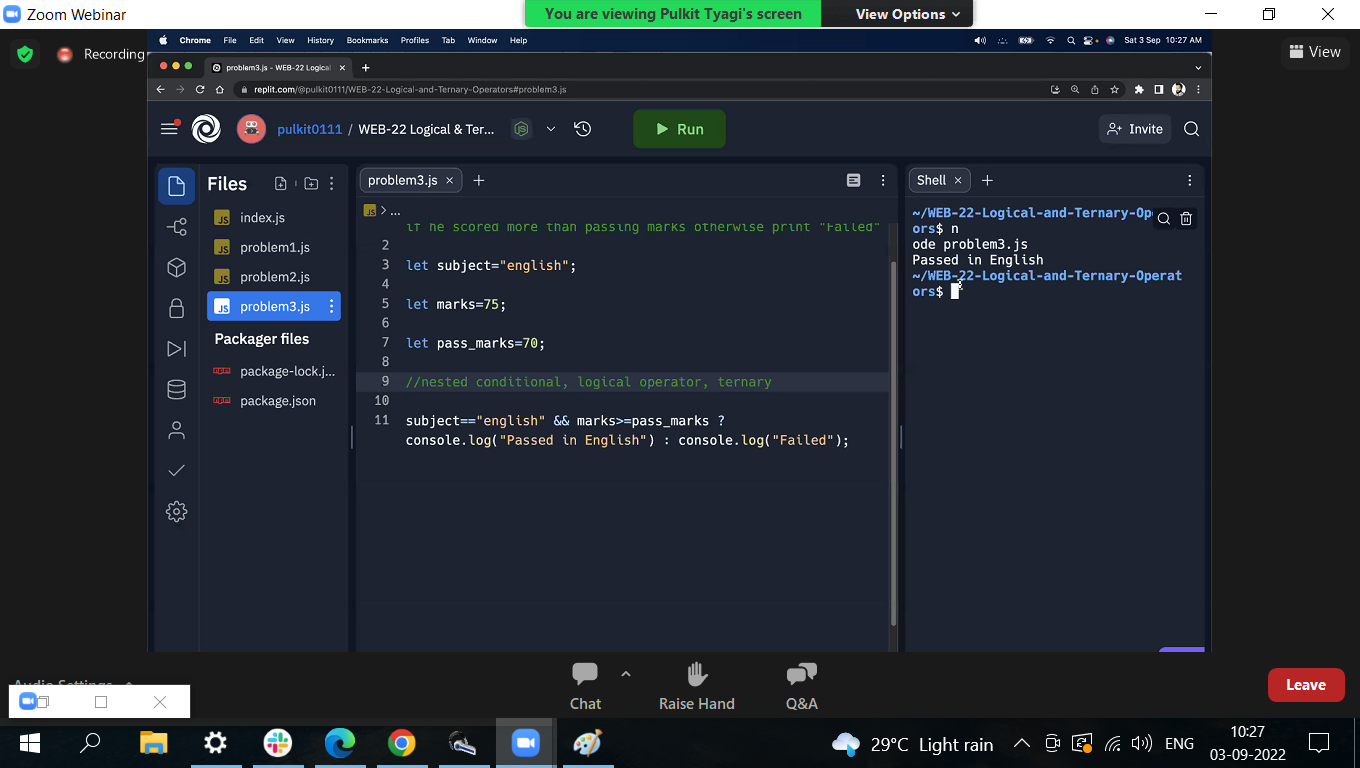 Zoom Webinar
You are viewing Pulkit Tyagi's screen
View Options
Recording
View
Chrome File Edit View History Bookmarks Profiles Tab Window Help
Sat 3 Sep 10:27 AM
problem3.js - WEB-22 Logical
replit.com/@pulkit0111/WEB-22-Logical-and-Ternary-Operators#problem3.js
pulkit0111 / WEB-22 Logical & Ter...
Run
Invite
Files
index.js
problem1.js
problem2.js
problem3.js
Packager files
package-lock.j...
package.json
problem3.js
...
if he scored more than passing marks otherwise print "Failed"
2
3 let subject="english";
4
5 let marks=75;
6
7 let pass_marks=70;
8
9 //nested conditional, logical operator, ternary
10
11 subject=="english" && marks>=pass_marks ?
console.log("Passed in English") : console.log("Failed");
Shell
~/WEB-22-Logical-and-Ternary-Ope
ors$ n
ode problem3.js
Passed in English
~/WEB-22-Logical-and-Ternary-Operat
ors$
Audio Settings
Chat
Raise Hand
Q&A
Leave
29°C Light rain
ENG
10:27
03-09-2022